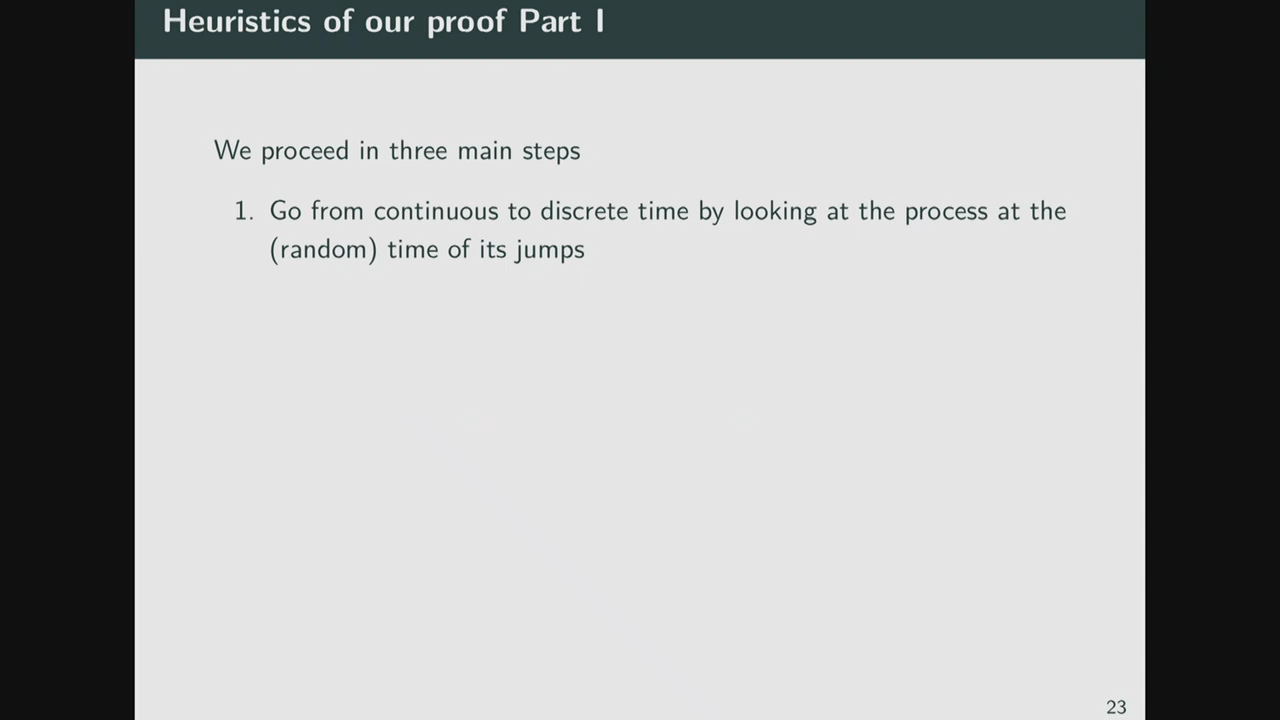 Heuristics of our proof Part I
We proceed in three main steps
1. Go from continuous to discrete time by looking at the process at the
(random) time of its jumps
23